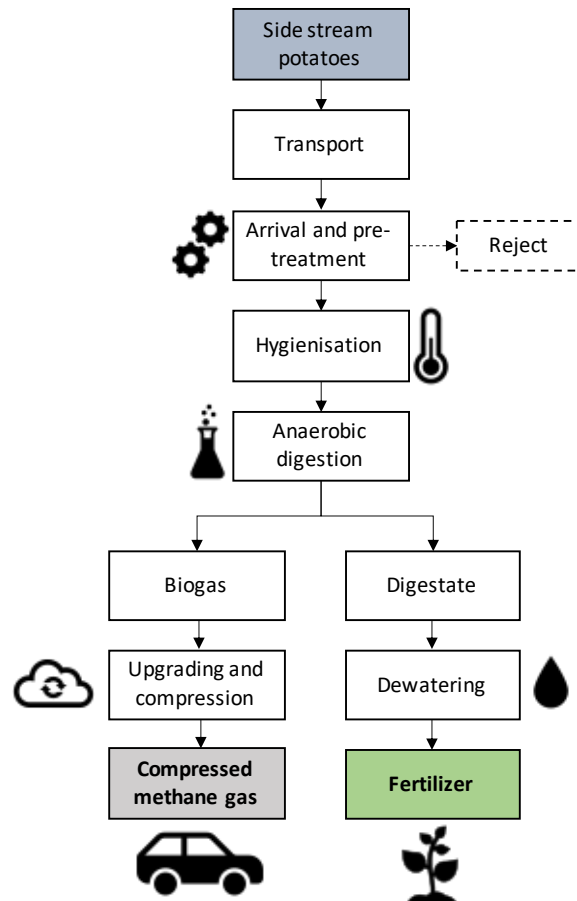 Side stream
potatoes
Transport
Arrival and pre-
treatment
Reject
Hygienisation
Anaerobic
digestion
Biogas
Digestate
Upgrading and
compression
Dewatering
Compressed
methane gas
Fertilizer